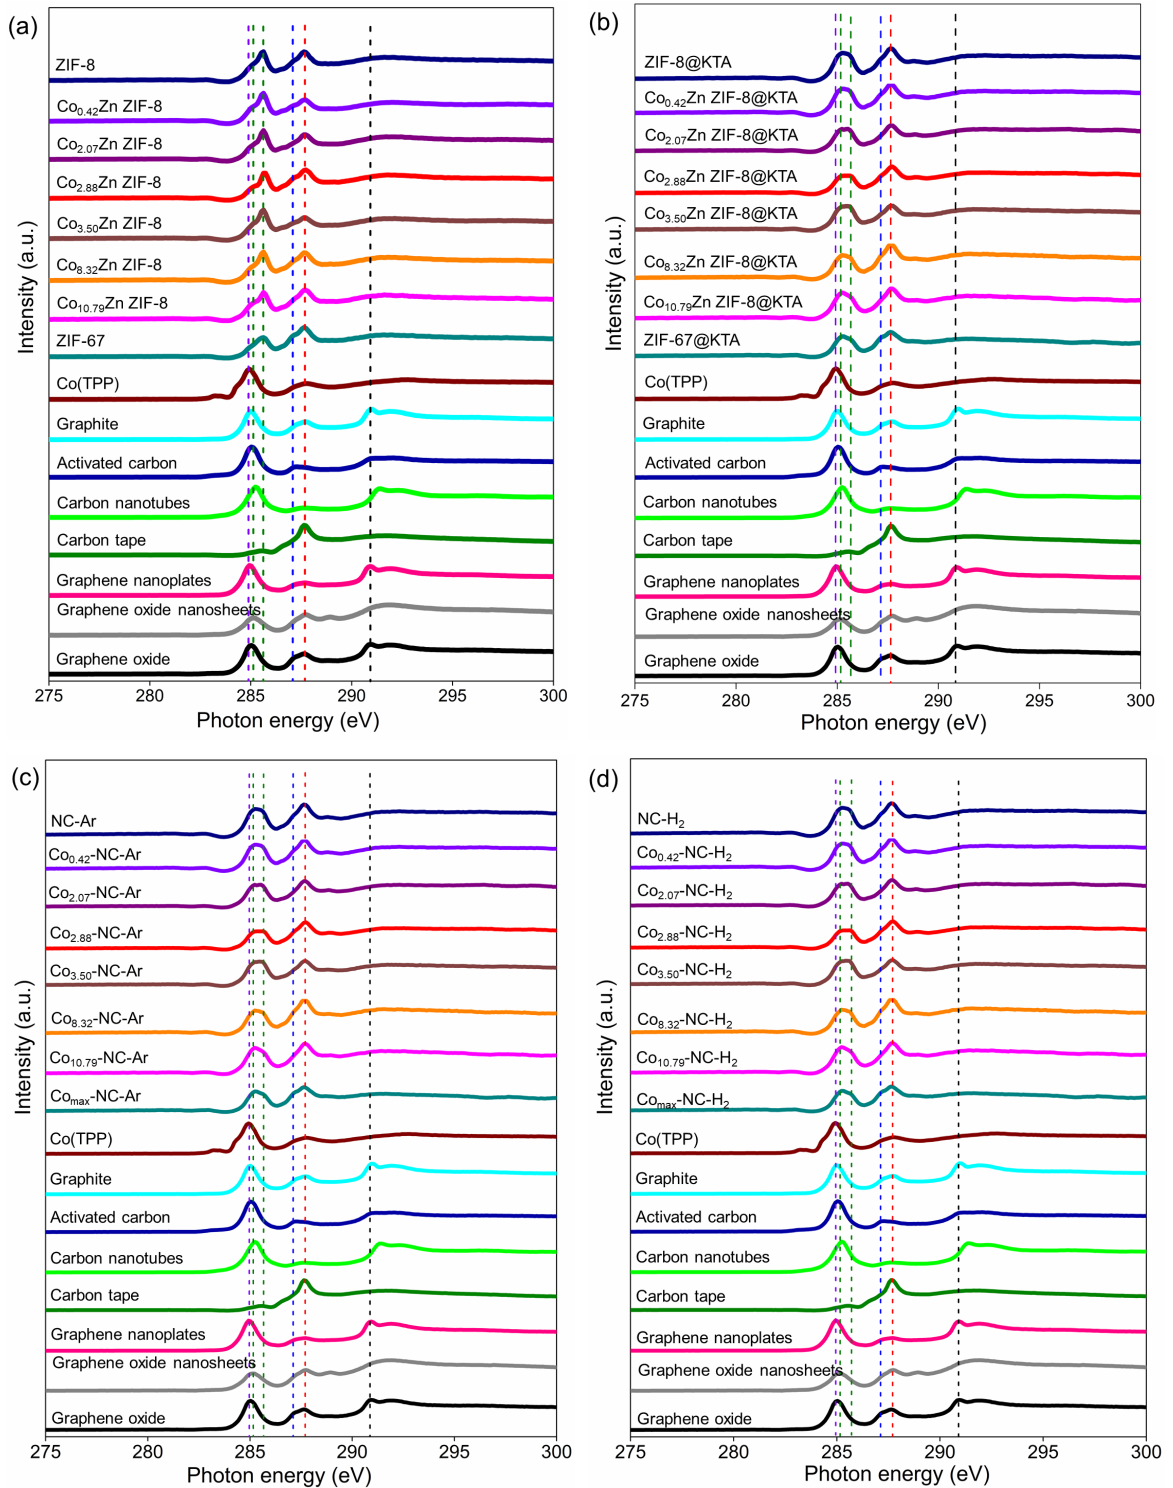 (a)
ZIF-8
Co0.42Zn ZIF-8
Co2.07Zn ZIF-8
Co2.88Zn ZIF-8
Co3.50Zn ZIF-8
Co8.32Zn ZIF-8
Co10.79Zn ZIF-8
ZIF-67
Co(TPP)
Graphite
Activated carbon
Carbon nanotubes
Carbon tape
Graphene nanoplates
Graphene oxide nanosheets
Graphene oxide
Intensity (a.u.)
275 280 285 290 295 300
Photon energy (eV)
(b)
ZIF-8@KTA
Co0.42Zn ZIF-8@KTA
Co2.07Zn ZIF-8@KTA
Co2.88Zn ZIF-8@KTA
Co3.50Zn ZIF-8@KTA
Co8.32Zn ZIF-8@KTA
Co10.79Zn ZIF-8@KTA
ZIF-67@KTA
Co(TPP)
Graphite
Activated carbon
Carbon nanotubes
Carbon tape
Graphene nanoplates
Graphene oxide nanosheets
Graphene oxide
Intensity (a.u.)
275 280 285 290 295 300
Photon energy (eV)
(c)
NC-Ar
Co0.42-NC-Ar
Co2.07-NC-Ar
Co2.88-NC-Ar
Co3.50-NC-Ar
Co8.32-NC-Ar
Co10.79-NC-Ar
Comax-NC-Ar
Co(TPP)
Graphite
Activated carbon
Carbon nanotubes
Carbon tape
Graphene nanoplates
Graphene oxide nanosheets
Graphene oxide
Intensity (a.u.)
275 280 285 290 295 300
Photon energy (eV)
(d)
NC-H2
Co0.42-NC-H2
Co2.07-NC-H2
Co2.88-NC-H2
Co3.50-NC-H2
Co8.32-NC-H2
Co10.79-NC-H2
Comax-NC-H2
Co(TPP)
Graphite
Activated carbon
Carbon nanotubes
Carbon tape
Graphene nanoplates
Graphene oxide nanosheets
Graphene oxide
Intensity (a.u.)
275 280 285 290 295 300
Photon energy (eV)